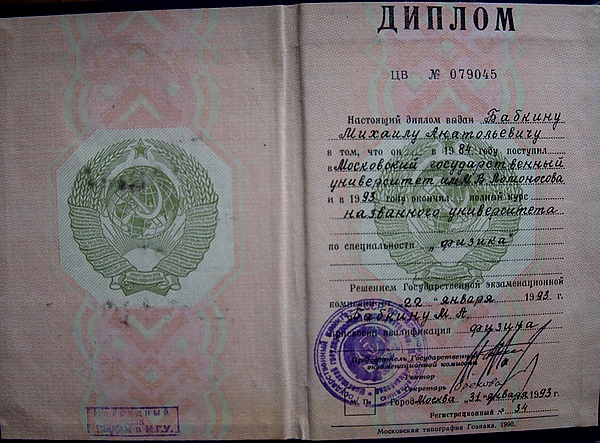 ДИПЛОМ
ЦВ № 079045
Настоящий диплом выдан Бабкину
Михаилу Анатольевичу
в том, что он в 1984 году поступил
в Московский государственный
университет им. М.В. Ломоносова
и в 1993 году окончил полный курс
названного университета
по специальности „физика"
Решением Государственной экзаменационной
комиссии от 22 января 1993 г.
Бабкину М. А.
присвоена квалификация физика
Председатель Государственной
экзаменационной комиссии
Ректор
Секретарь
М. П.
Город Москва „31" января 1993 г.
Регистрационный № 34
Московская типография Гознака. 1990.
М.Г.У.